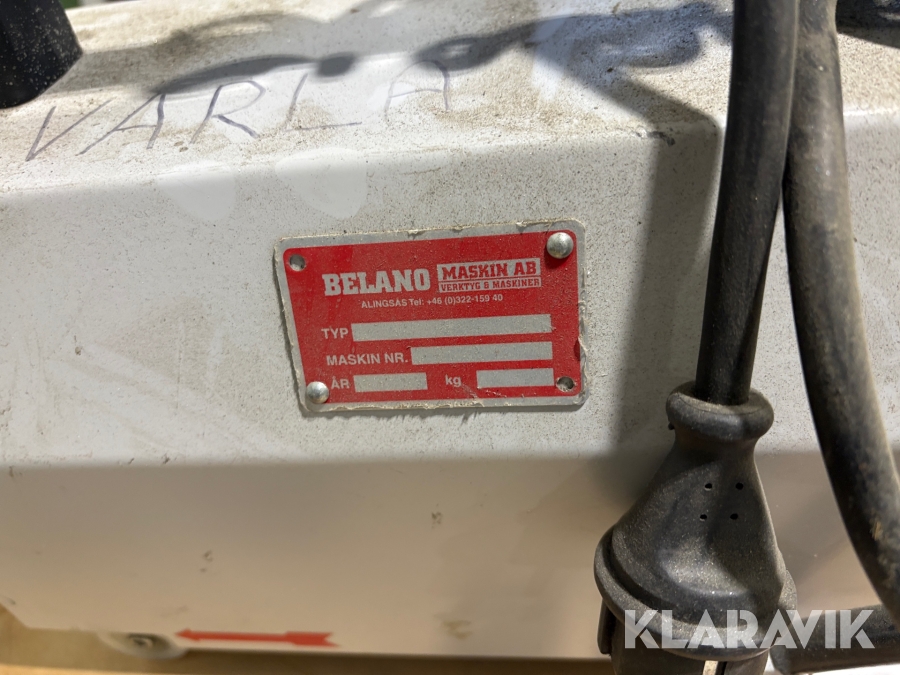 VARLA
BELANO MASKIN AB
VERKTYG & MASKINER
ALINGSÅS Tel: +46 (0)322-159 40
TYP
MASKIN NR.
ÅR kg
KLARAVIK